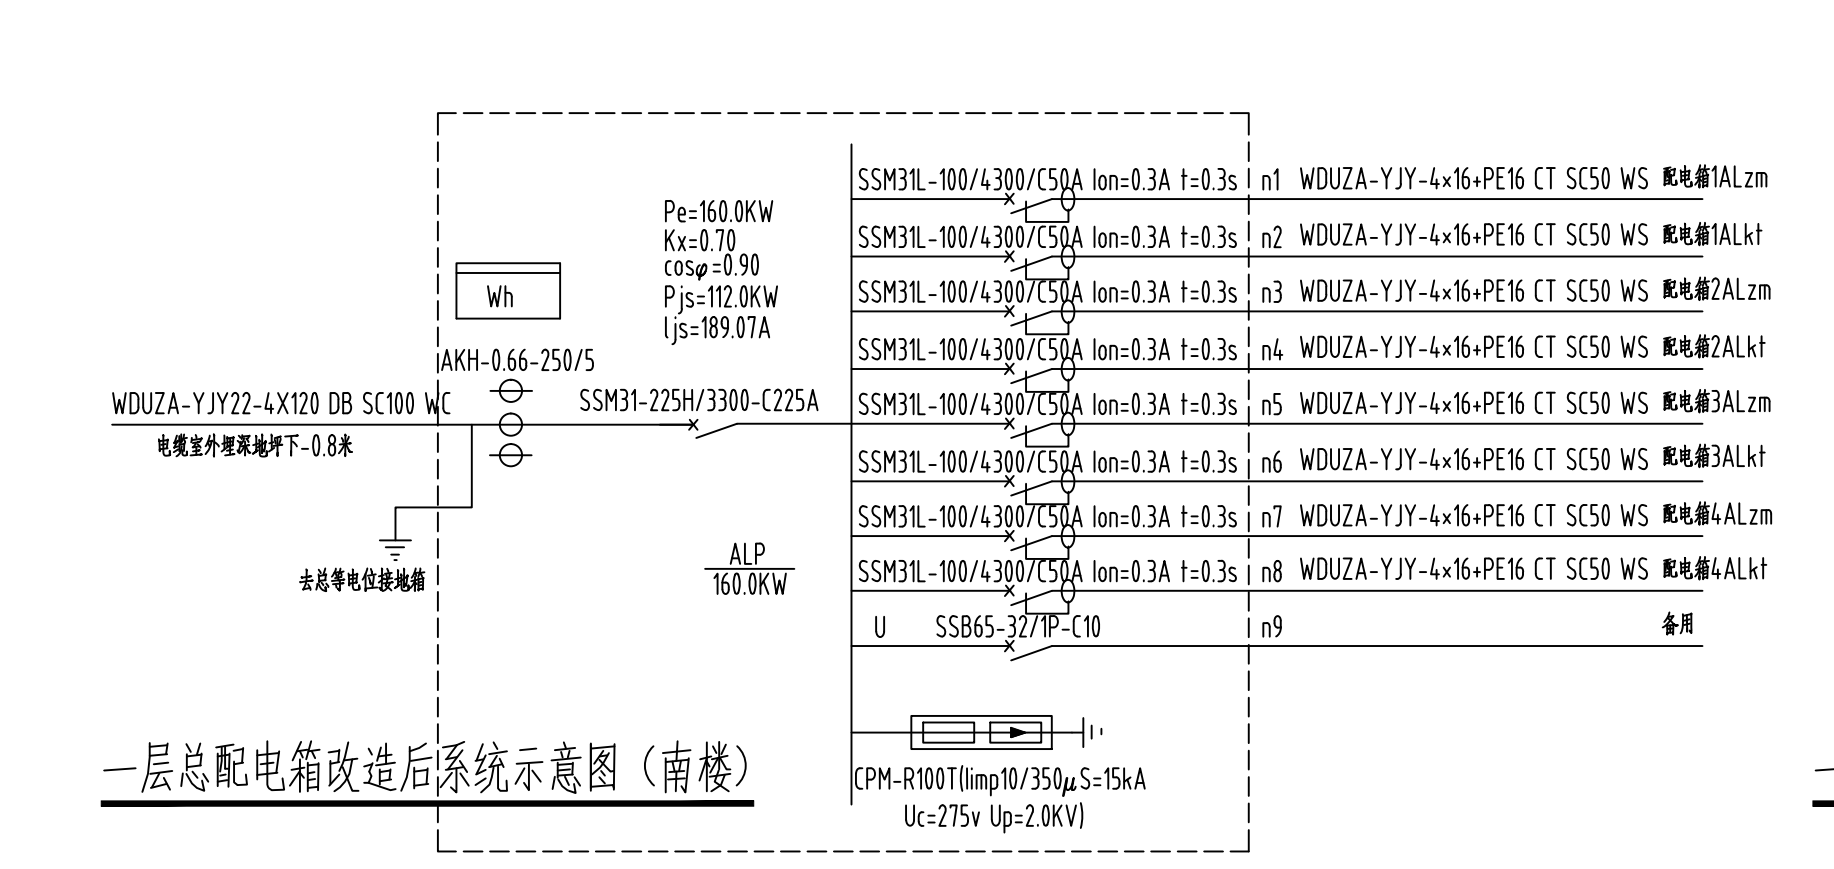 SSM31L-100/4300/C50A Ion=0.3A t=0.3s n1 WDUZA-YJY-4×16+PE16 CT SC50 WS 配电箱1ALzm
SSM31L-100/4300/C50A Ion=0.3A t=0.3s n2 WDUZA-YJY-4×16+PE16 CT SC50 WS 配电箱1ALkt
SSM31L-100/4300/C50A Ion=0.3A t=0.3s n3 WDUZA-YJY-4×16+PE16 CT SC50 WS 配电箱2ALzm
SSM31L-100/4300/C50A Ion=0.3A t=0.3s n4 WDUZA-YJY-4×16+PE16 CT SC50 WS 配电箱2ALkt
SSM31L-100/4300/C50A Ion=0.3A t=0.3s n5 WDUZA-YJY-4×16+PE16 CT SC50 WS 配电箱3ALzm
SSM31L-100/4300/C50A Ion=0.3A t=0.3s n6 WDUZA-YJY-4×16+PE16 CT SC50 WS 配电箱3ALkt
SSM31L-100/4300/C50A Ion=0.3A t=0.3s n7 WDUZA-YJY-4×16+PE16 CT SC50 WS 配电箱4ALzm
SSM31L-100/4300/C50A Ion=0.3A t=0.3s n8 WDUZA-YJY-4×16+PE16 CT SC50 WS 配电箱4ALkt
U SSB65-32/1P-C10 n9 备用
Pe=160.0KW
Kx=0.70
cosφ=0.90
Pjs=112.0KW
Ijs=189.07A
Wh
AKH-0.66-250/5
WDUZA-YJY22-4X120 DB SC100 WC
SSM31-225H/3300-C225A
电缆室外埋深地坪下-0.8米
去总等电位接地箱
ALP
160.0KW
CPM-R100T(Iimp10/350μS=15kA
Uc=275v Up=2.0KV)
一层总配电箱改造后系统示意图（南楼）